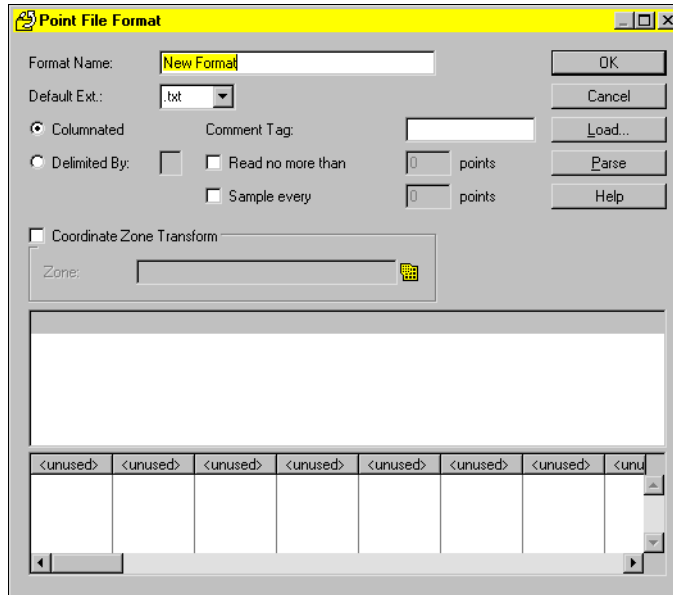 Point File Format
Format Name: New Format OK
Default Ext.: .txt Cancel
Columnated Comment Tag: Load...
Delimited By: Read no more than 0 points Parse
Sample every 0 points Help
Coordinate Zone Transform
Zone:
<unused> <unused> <unused> <unused> <unused> <unused> <unused> <unu